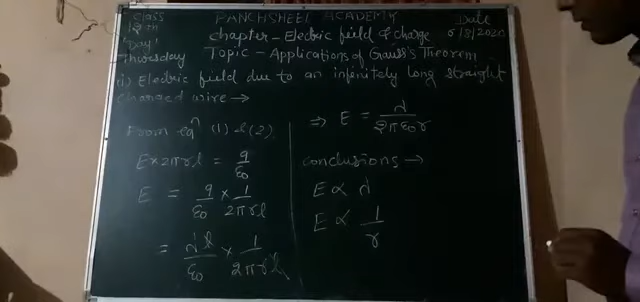 Class PANCHSHEEL ACADEMY Date
12th Chapter - Electric field & Charge 6/8/2020
Day
Thursday Topic - Applications of Gauss's Theorem
(i) Electric field due to an infinitely long straight
charged wire →
From eqn (1) & (2)
E × 2πrl = q/ε₀
E = q/ε₀ × 1/2πrl
= λl/ε₀ × 1/2πrl
⇒ E = λ/2πε₀r
Conclusions →
E ∝ λ
E ∝ 1/r